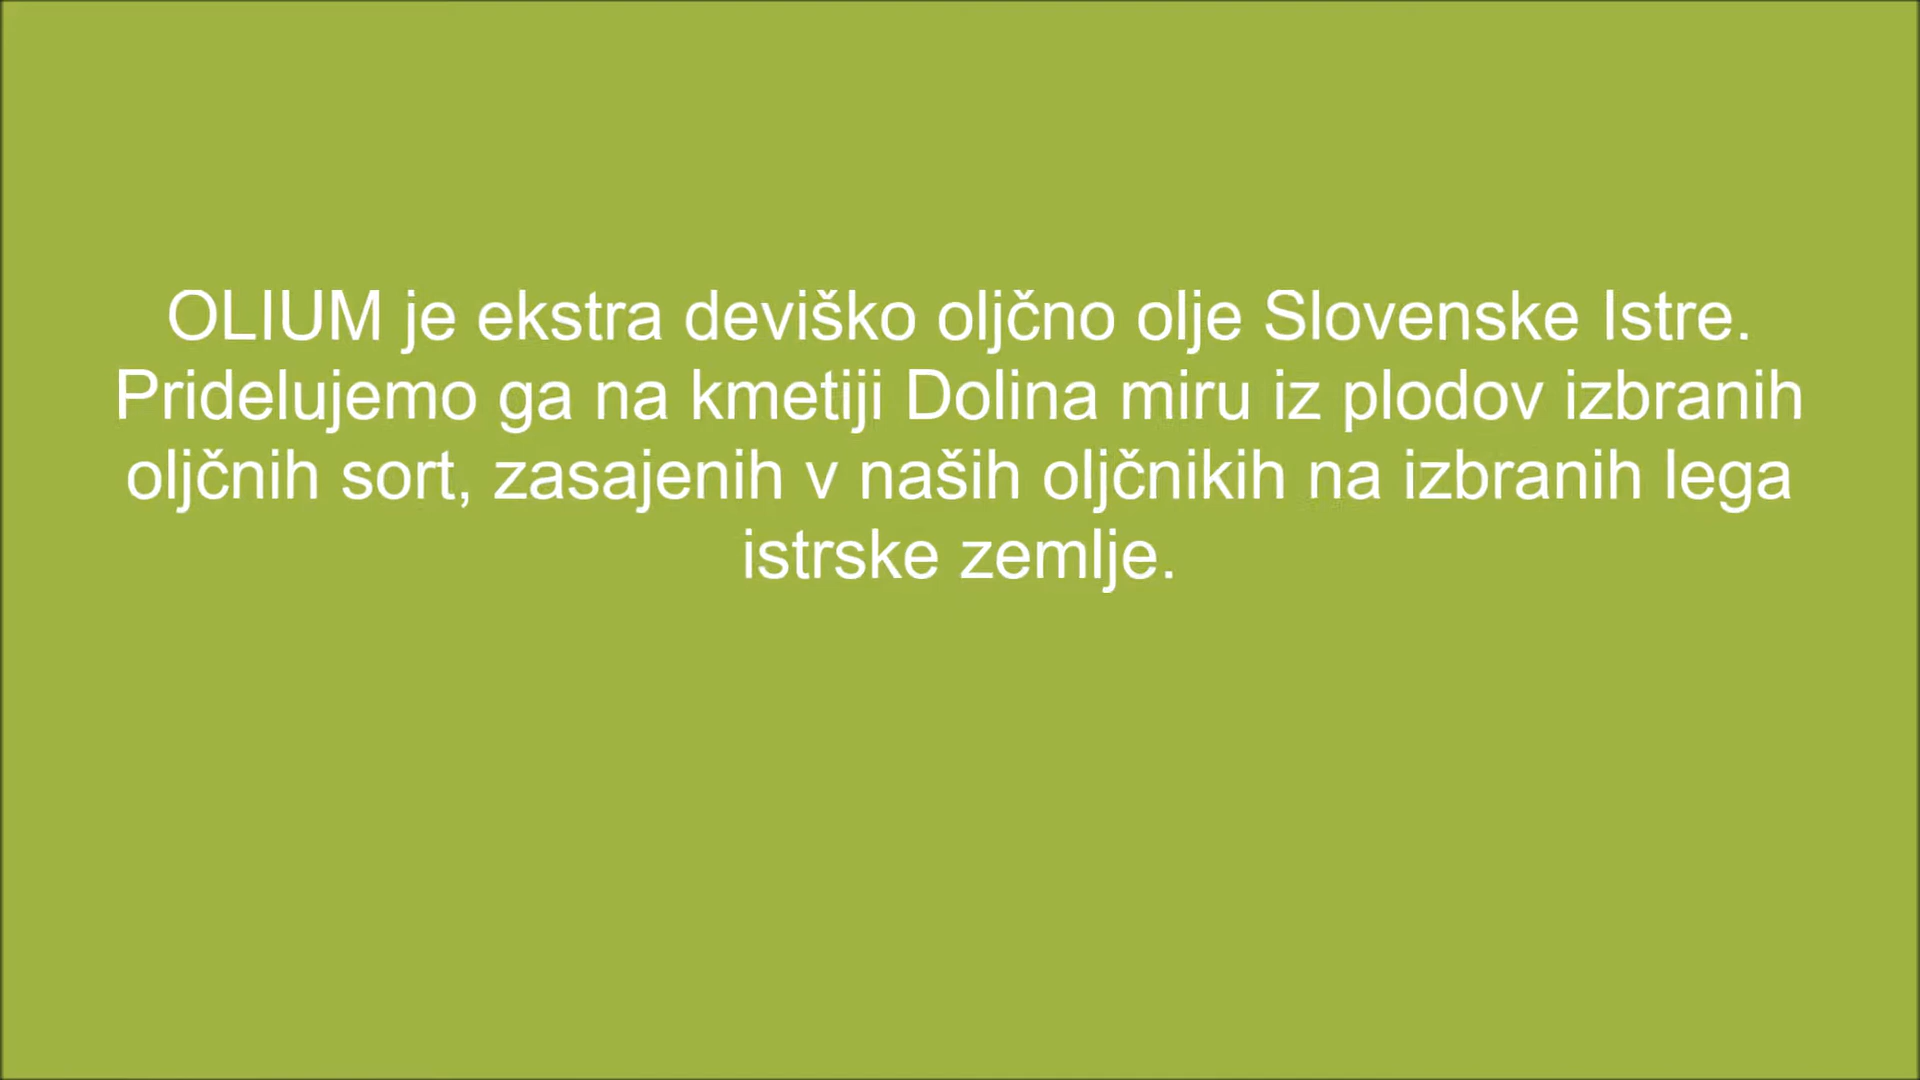 OLIUM je ekstra deviško oljčno olje Slovenske Istre.
Pridelujemo ga na kmetiji Dolina miru iz plodov izbranih
oljčnih sort, zasajenih v naših oljčnikih na izbranih lega
istrske zemlje.